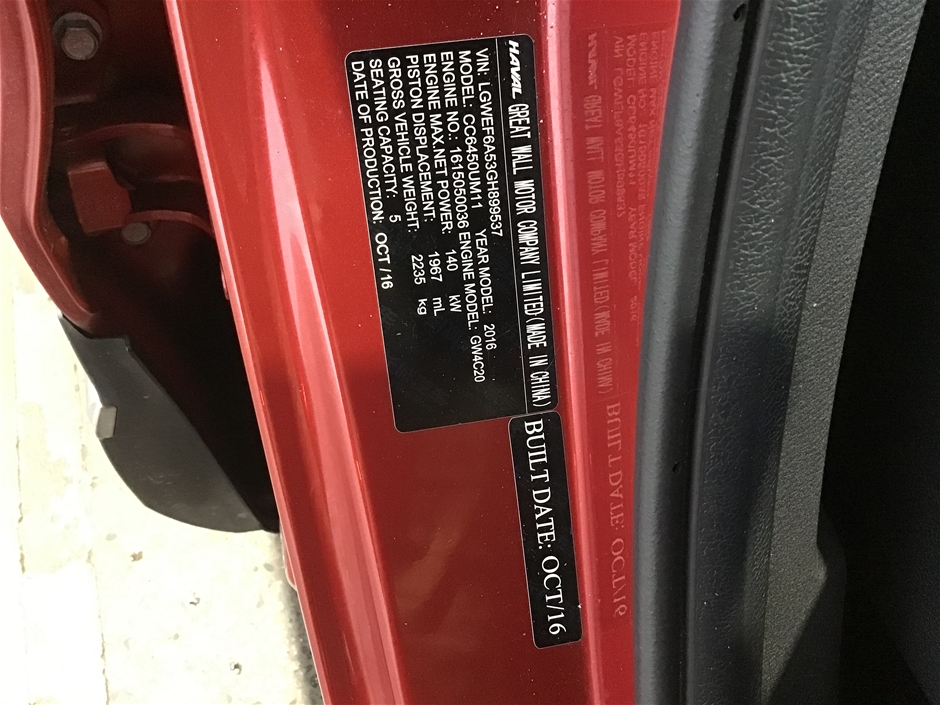 HAVAL GREAT WALL MOTOR COMPANY LIMITED(MADE IN CHINA)
VIN: LGWEF6A53GH899537
MODEL: CC6450UM11 YEAR MODEL: 2016
ENGINE NO.: 1615050036 ENGINE MODEL: GW4C20
ENGINE MAX.NET POWER: 140 kW
PISTON DISPLACEMENT: 1967 mL
GROSS VEHICLE WEIGHT: 2235 kg
SEATING CAPACITY: 5
DATE OF PRODUCTION: OCT /16
BUILT DATE: OCT/16